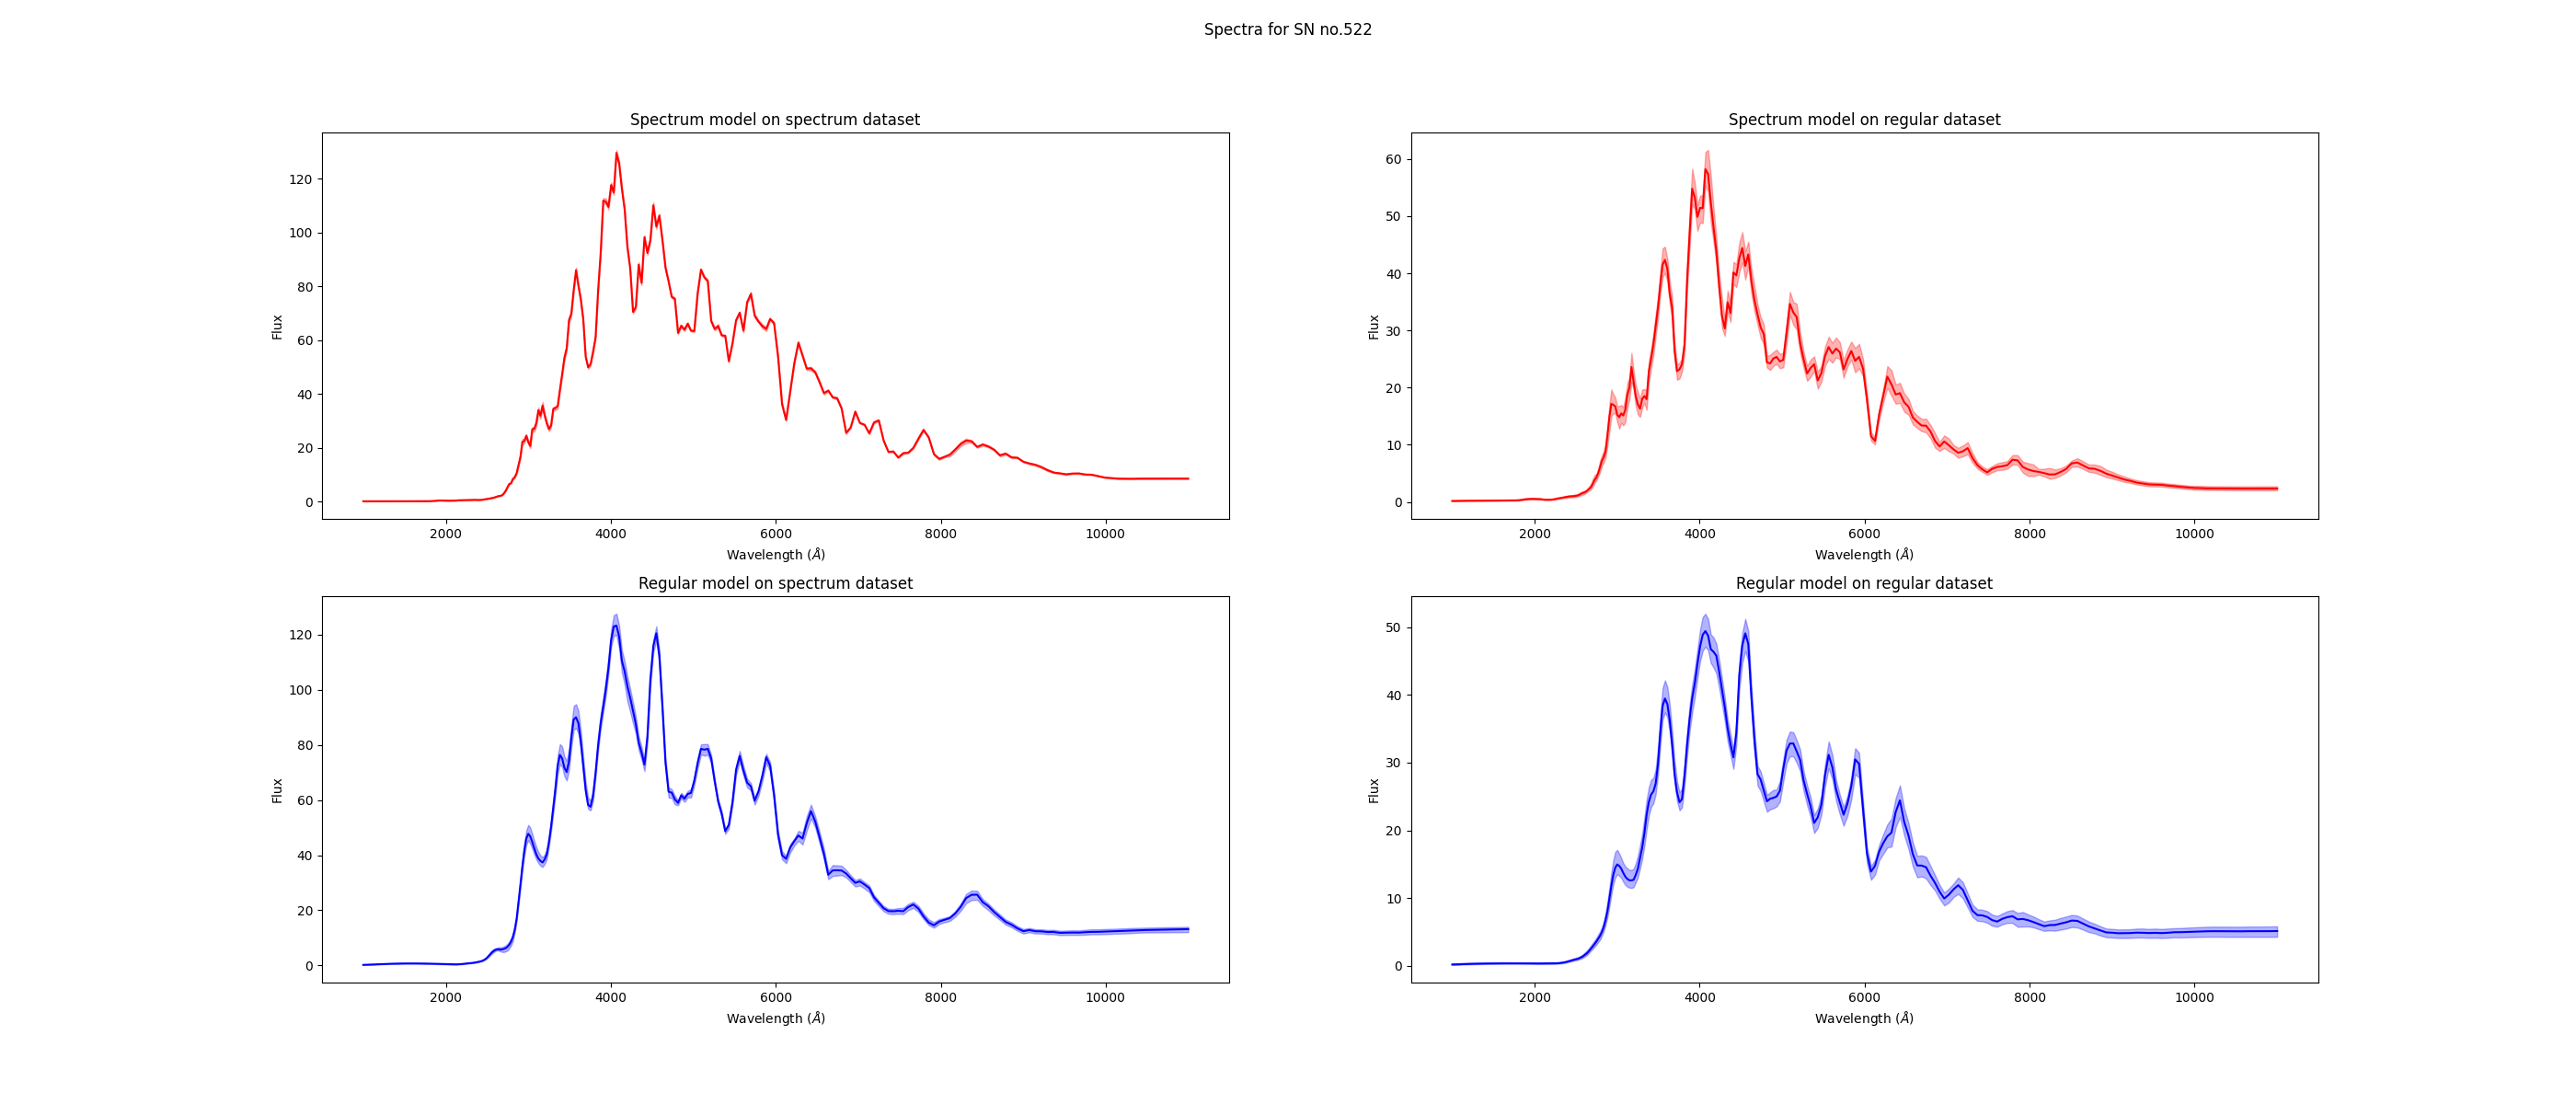 Spectra for SN no.522
Spectrum model on spectrum dataset
Flux
120
100
80
60
40
20
0
2000 4000 6000 8000 10000
Wavelength (Å)
Spectrum model on regular dataset
Flux
60
50
40
30
20
10
0
2000 4000 6000 8000 10000
Wavelength (Å)
Regular model on spectrum dataset
Flux
120
100
80
60
40
20
0
2000 4000 6000 8000 10000
Wavelength (Å)
Regular model on regular dataset
Flux
50
40
30
20
10
0
2000 4000 6000 8000 10000
Wavelength (Å)